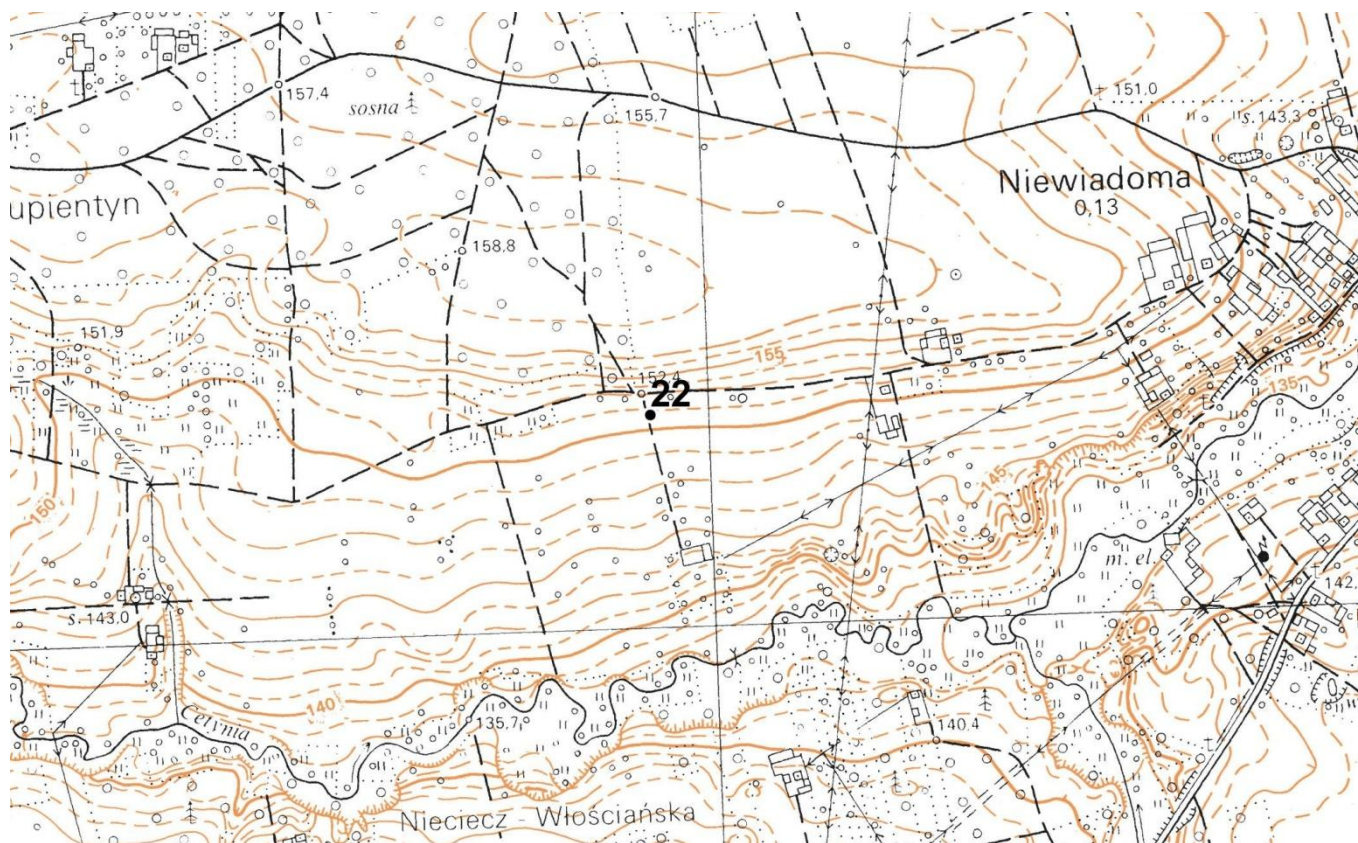 157,4
sosna
155,7
151.0
s.143,3
Niewiadoma
0,13
upientyn
158,8
151,9
155
152,4
22
135
150
145
m. el.
142,
s.143.0
140
Cetynia
135,7
140.4
Nieciecz - Włościańska